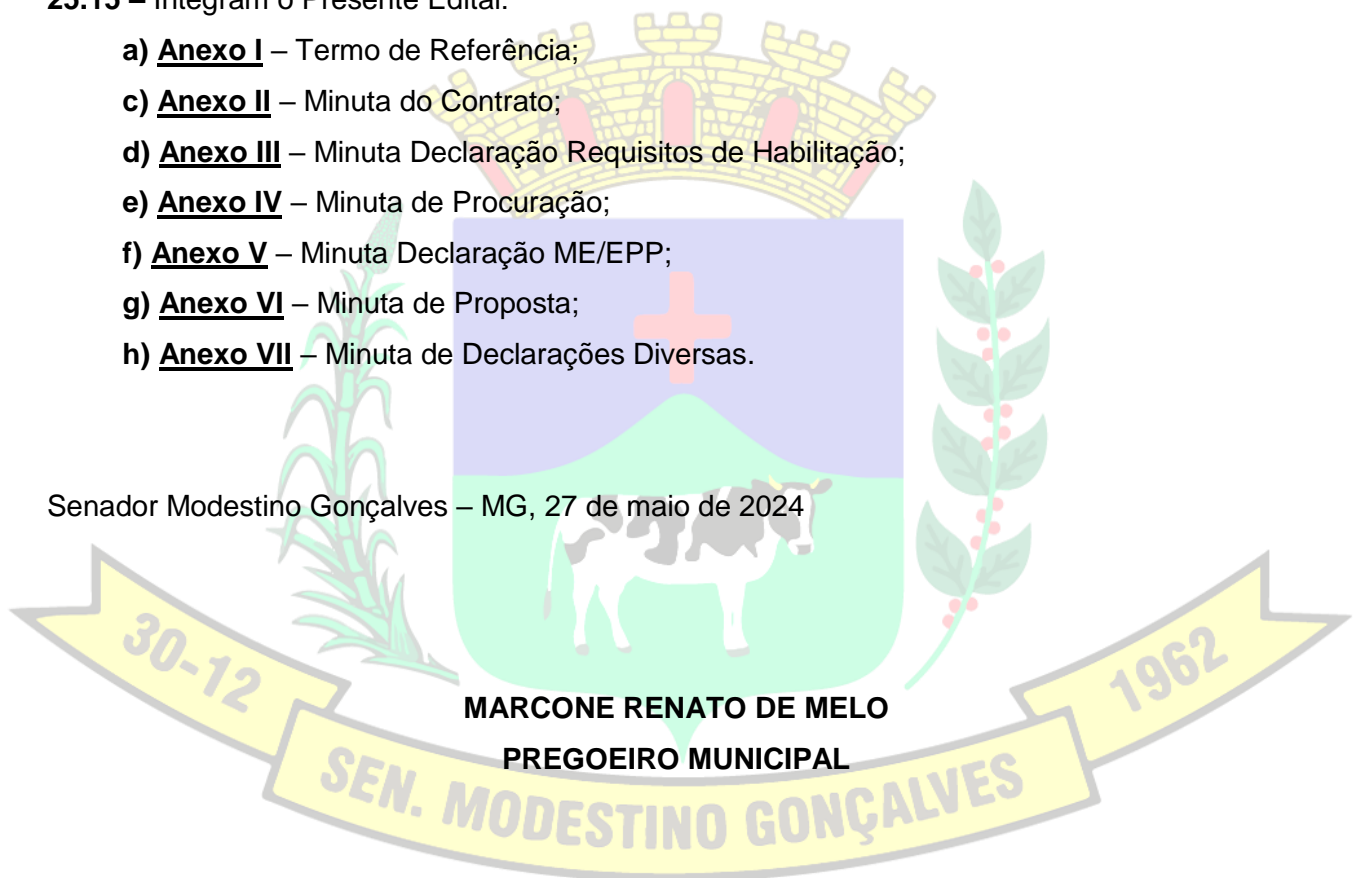 25.15 – Integram o Presente Edital:
a) Anexo I – Termo de Referência;
c) Anexo II – Minuta do Contrato;
d) Anexo III – Minuta Declaração Requisitos de Habilitação;
e) Anexo IV – Minuta de Procuração;
f) Anexo V – Minuta Declaração ME/EPP;
g) Anexo VI – Minuta de Proposta;
h) Anexo VII – Minuta de Declarações Diversas.
Senador Modestino Gonçalves – MG, 27 de maio de 2024
MARCONE RENATO DE MELO
PREGOEIRO MUNICIPAL
30-12
SEN. MODESTINO GONÇALVES
1962